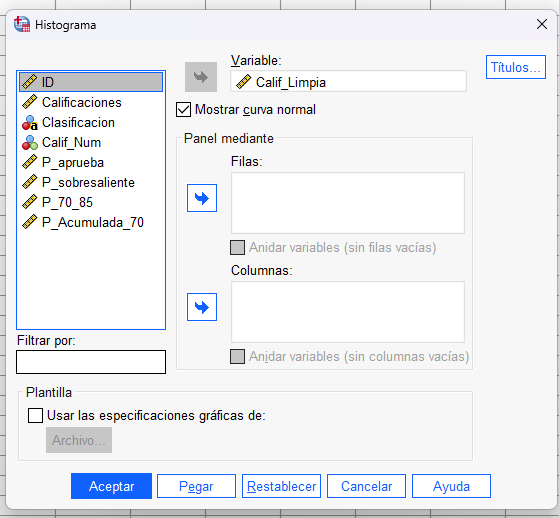 Histograma
ID
Calificaciones
Clasificacion
Calif_Num
P_aprueba
P_sobresaliente
P_70_85
P_Acumulada_70
Filtrar por:
Variable:
Calif_Limpia
Títulos...
Mostrar curva normal
Panel mediante
Filas:
Anidar variables (sin filas vacías)
Columnas:
Anidar variables (sin columnas vacías)
Plantilla
Usar las especificaciones gráficas de:
Archivo...
Aceptar
Pegar
Restablecer
Cancelar
Ayuda